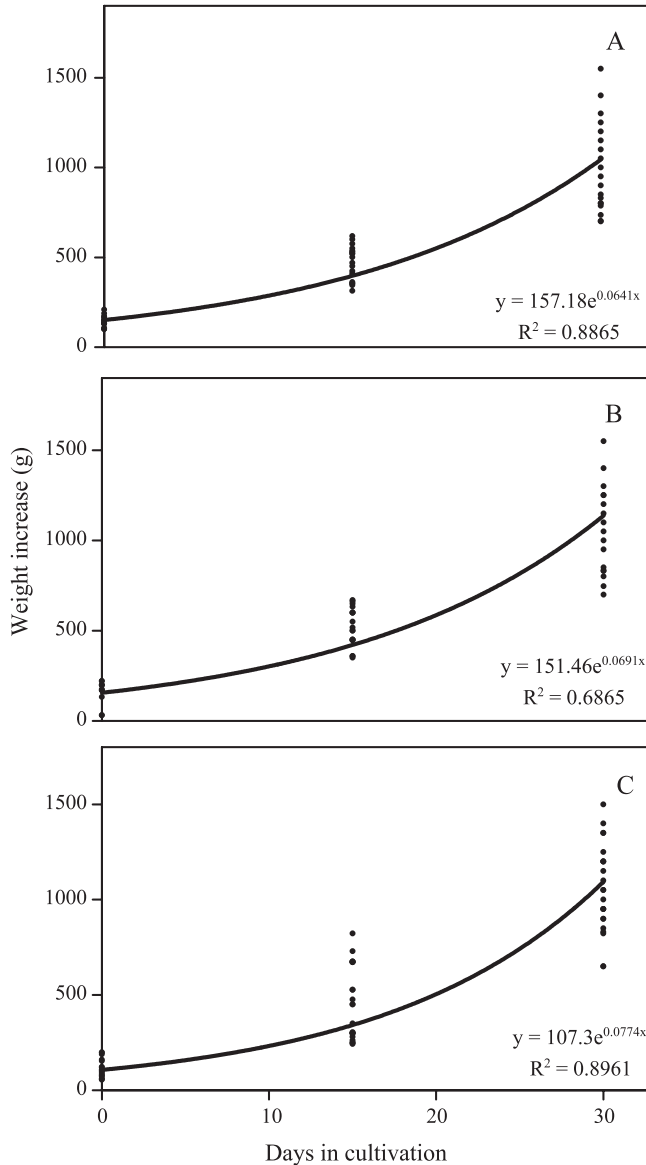 A
1500
1000
500
0
y = 157.18e^0.0641x
R² = 0.8865
B
1500
1000
500
0
y = 151.46e^0.0691x
R² = 0.6865
Weight increase (g)
C
1500
1000
500
0
y = 107.3e^0.0774x
R² = 0.8961
0 10 20 30
Days in cultivation